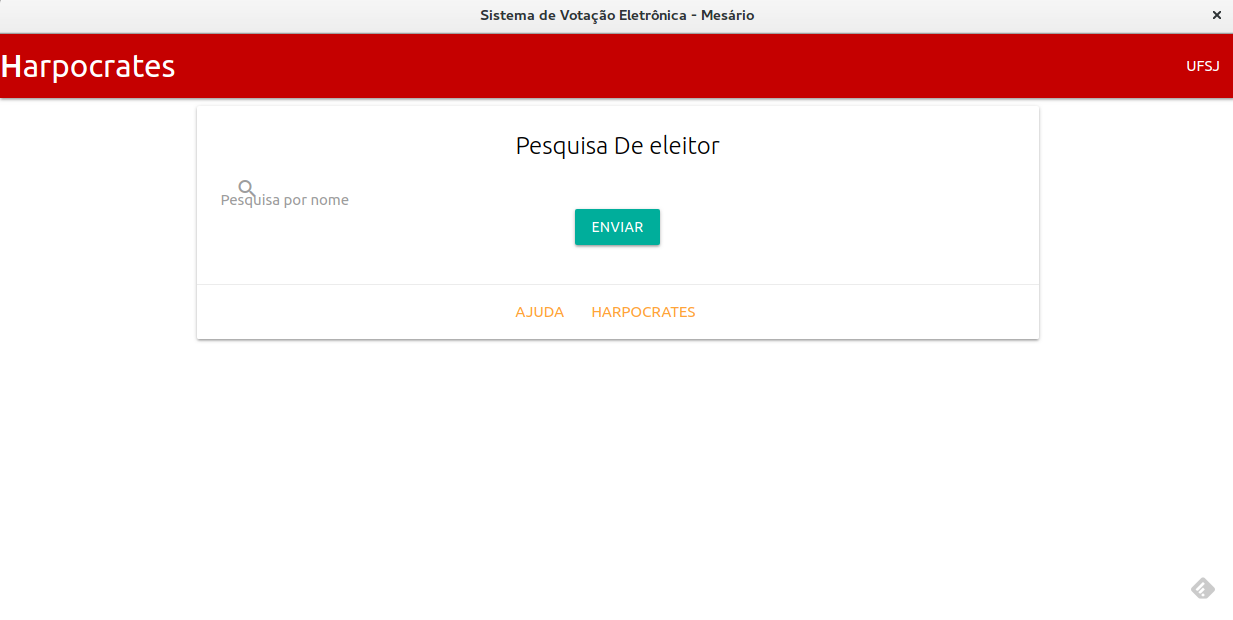 Sistema de Votação Eletrônica - Mesário
Harpocrates
UFSJ
Pesquisa De eleitor
Pesquisa por nome
ENVIAR
AJUDA HARPOCRATES